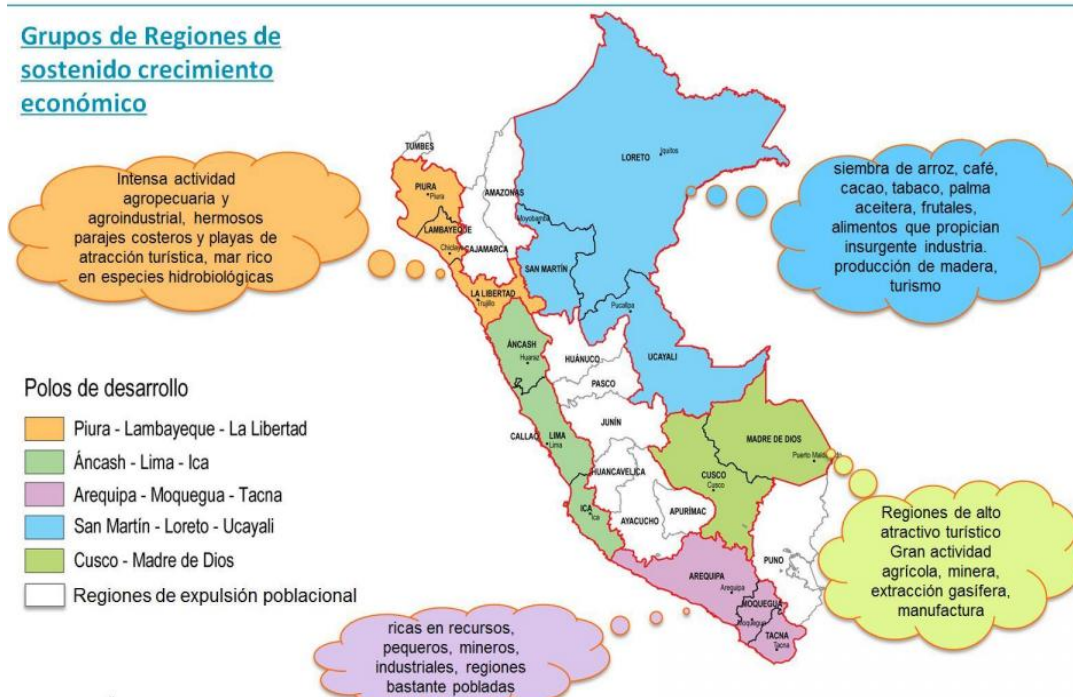 Grupos de Regiones de
sostenido crecimiento
económico
Intensa actividad
agropecuaria y
agroindustrial, hermosos
parajes costeros y playas de
atracción turística, mar rico
en especies hidrobiológicas
siembra de arroz, café,
cacao, tabaco, palma
aceitera, frutales,
alimentos que propician
insurgente industria.
producción de madera,
turismo
TUMBES
PIURA
Piura
LAMBAYEQUE
Chiclayo
AMAZONAS
CAJAMARCA
LORETO
Iquitos
Moyobamba
SAN MARTÍN
LA LIBERTAD
Trujillo
ÁNCASH
Huaraz
HUÁNUCO
Pucallpa
UCAYALI
PASCO
JUNÍN
CALLAO
LIMA
Lima
HUANCAVELICA
MADRE DE DIOS
Puerto Maldonado
CUSCO
Cusco
ICA
Ica
AYACUCHO
APURÍMAC
PUNO
AREQUIPA
Arequipa
MOQUEGUA
Moquegua
TACNA
Tacna
Polos de desarrollo
Piura - Lambayeque - La Libertad
Áncash - Lima - Ica
Arequipa - Moquegua - Tacna
San Martín - Loreto - Ucayali
Cusco - Madre de Dios
Regiones de expulsión poblacional
Regiones de alto
atractivo turístico
Gran actividad
agrícola, minera,
extracción gasífera,
manufactura
ricas en recursos,
pequeros, mineros,
industriales, regiones
bastante pobladas